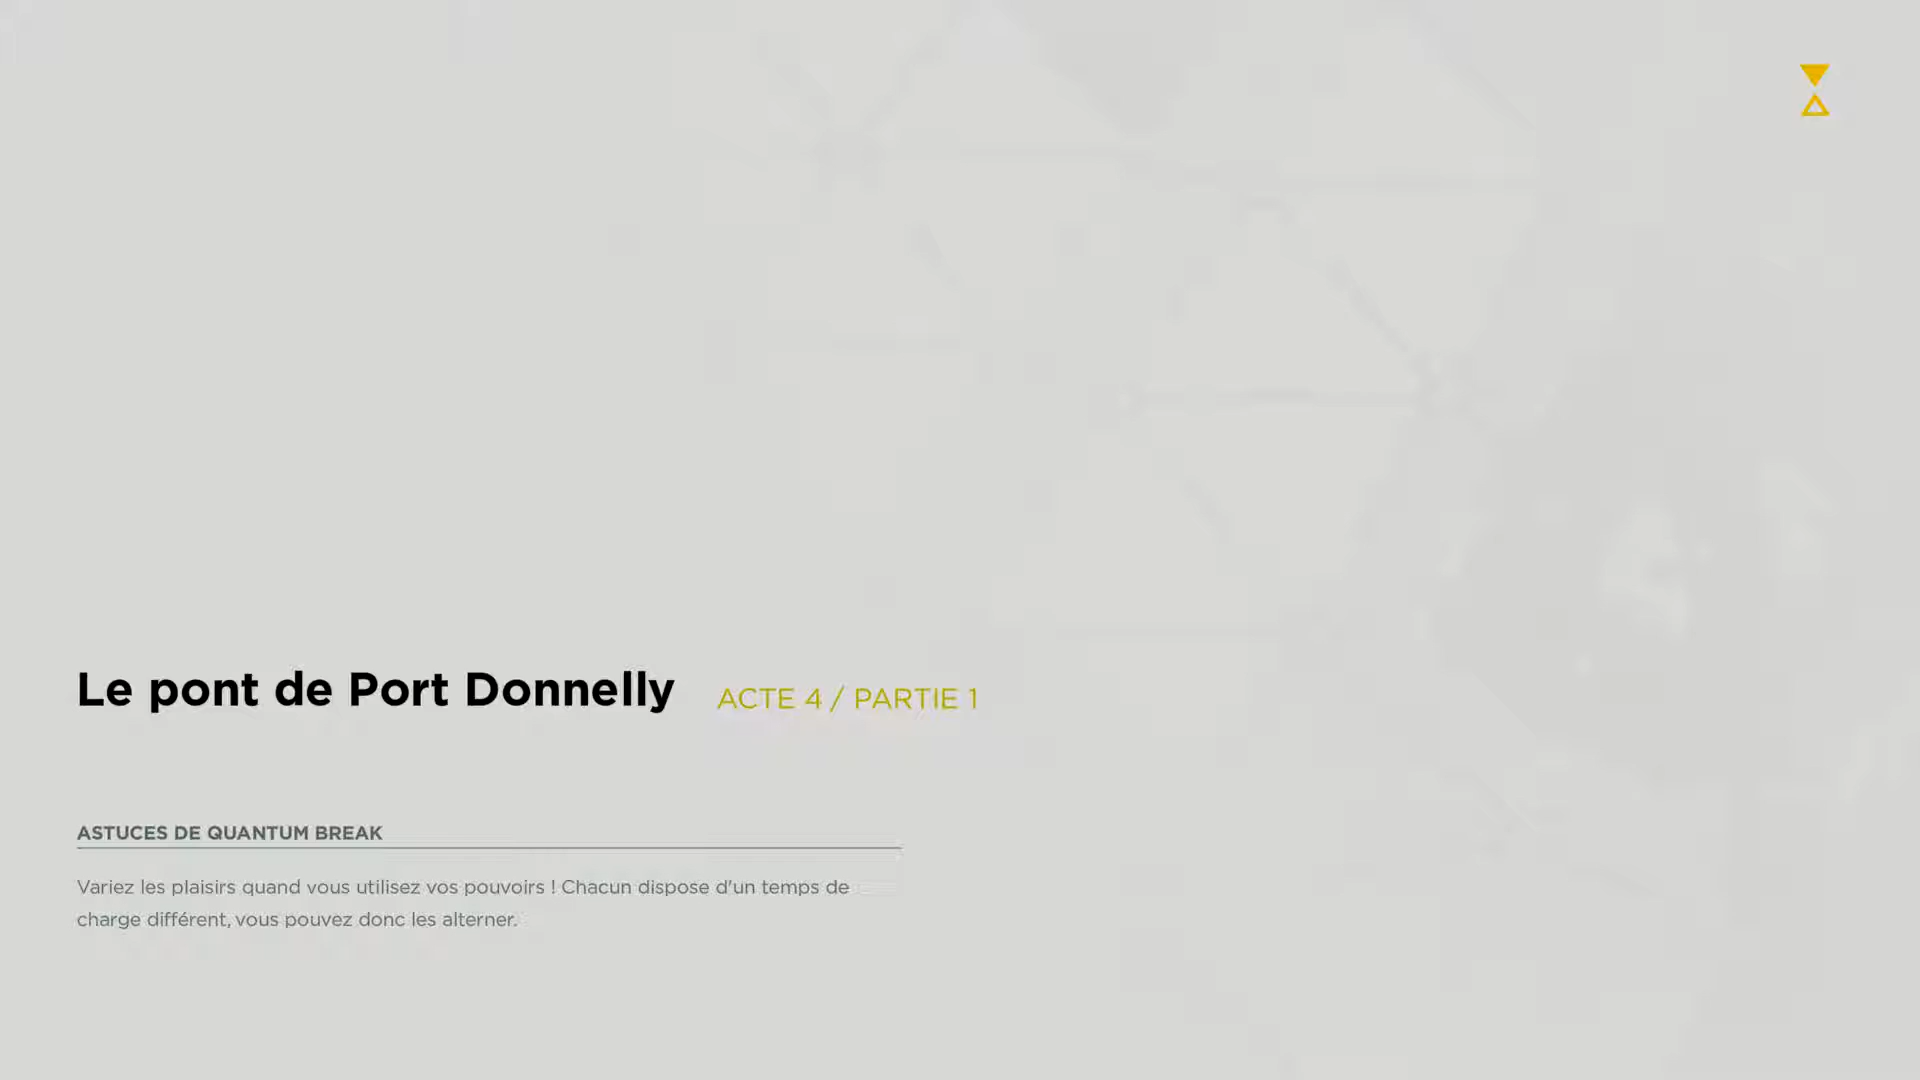 Le pont de Port Donnelly ACTE 4 / PARTIE 1
ASTUCES DE QUANTUM BREAK
Variez les plaisirs quand vous utilisez vos pouvoirs ! Chacun dispose d'un temps de
charge différent, vous pouvez donc les alterner.